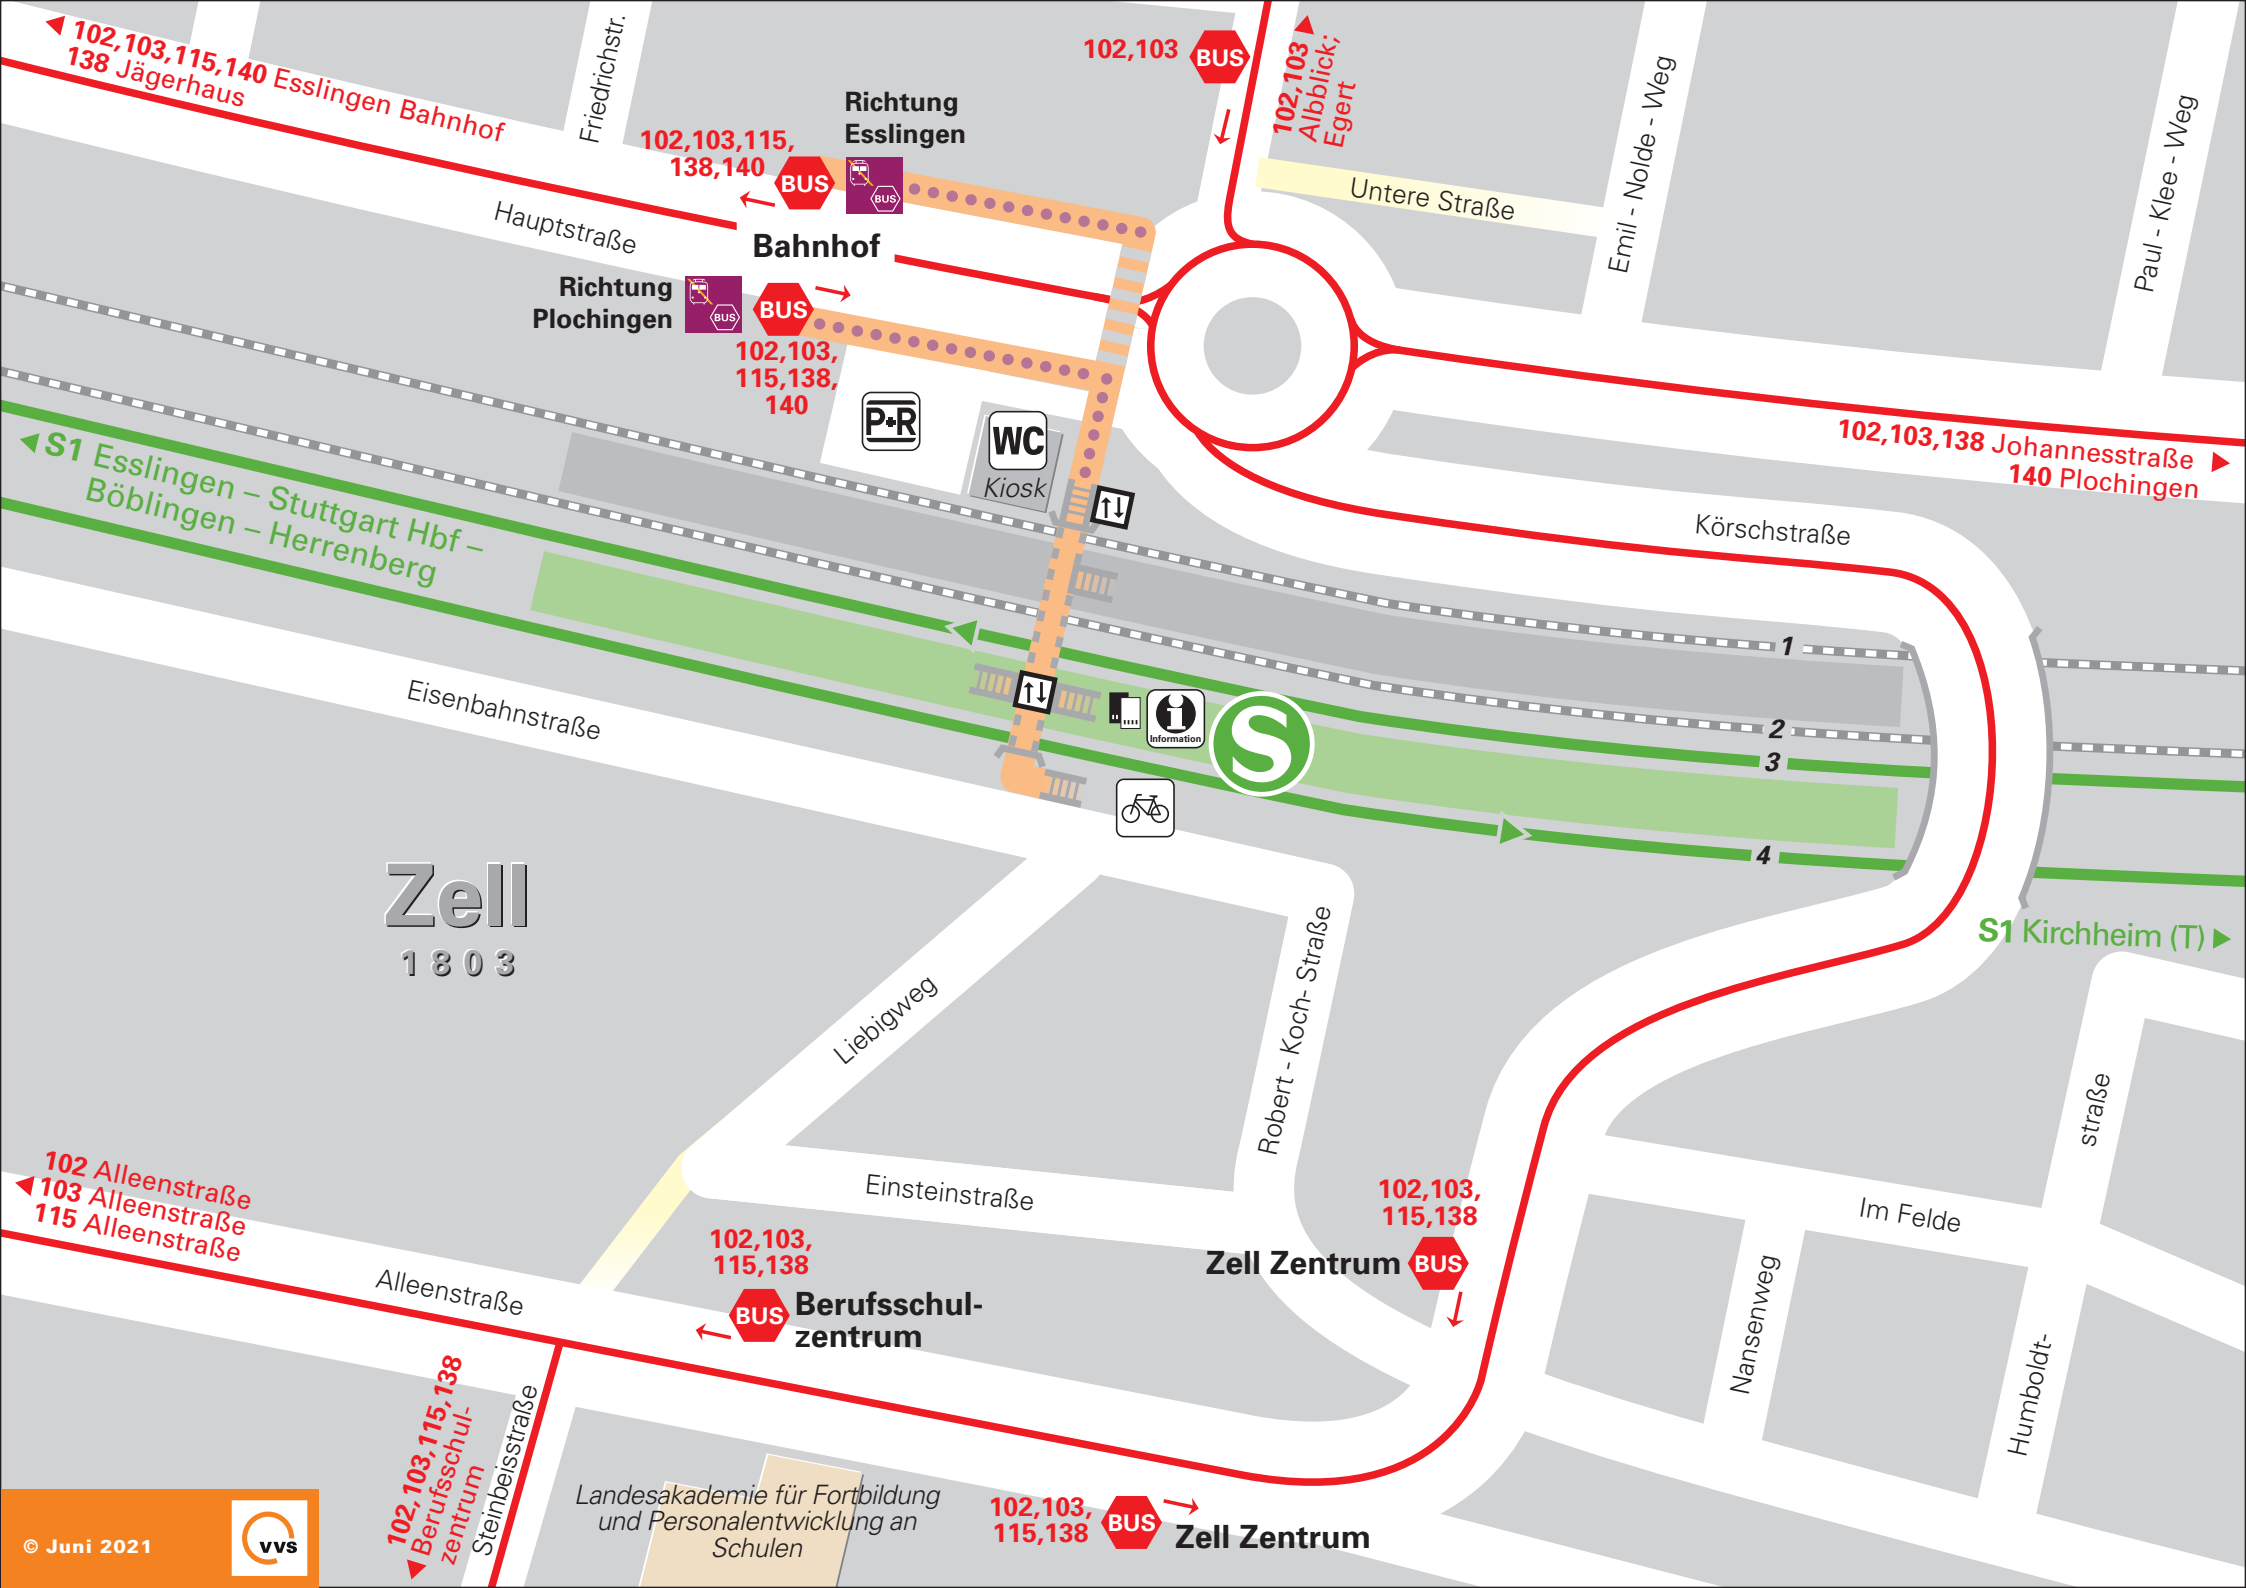 102,103,115,140 Esslingen Bahnhof
138 Jägerhaus
Friedrichstr.
102,103
BUS
102,103
Albblick;
Egert
Richtung
Esslingen
102,103,115,
138,140
BUS
BUS
Hauptstraße
Bahnhof
Richtung
Plochingen
BUS
BUS
102,103,
115,138,
140
Untere Straße
Emil - Nolde - Weg
Paul - Klee - Weg
P+R
WC
Kiosk
102,103,138 Johannesstraße
140 Plochingen
Körschstraße
S1 Esslingen – Stuttgart Hbf –
Böblingen – Herrenberg
1
2
3
4
Information
S
Eisenbahnstraße
Zell
1803
S1 Kirchheim (T)
Liebigweg
Robert - Koch- Straße
Einsteinstraße
102 Alleenstraße
103 Alleenstraße
115 Alleenstraße
Alleenstraße
102,103,
115,138
BUS
Berufsschul-
zentrum
102,103,
115,138
Zell Zentrum
BUS
Im Felde
Nansenweg
Humboldt-
straße
102,103,115,138
Berufsschul-
zentrum
Steinbeisstraße
Landesakademie für Fortbildung
und Personalentwicklung an
Schulen
102,103,
115,138
BUS
Zell Zentrum
© Juni 2021
vvs